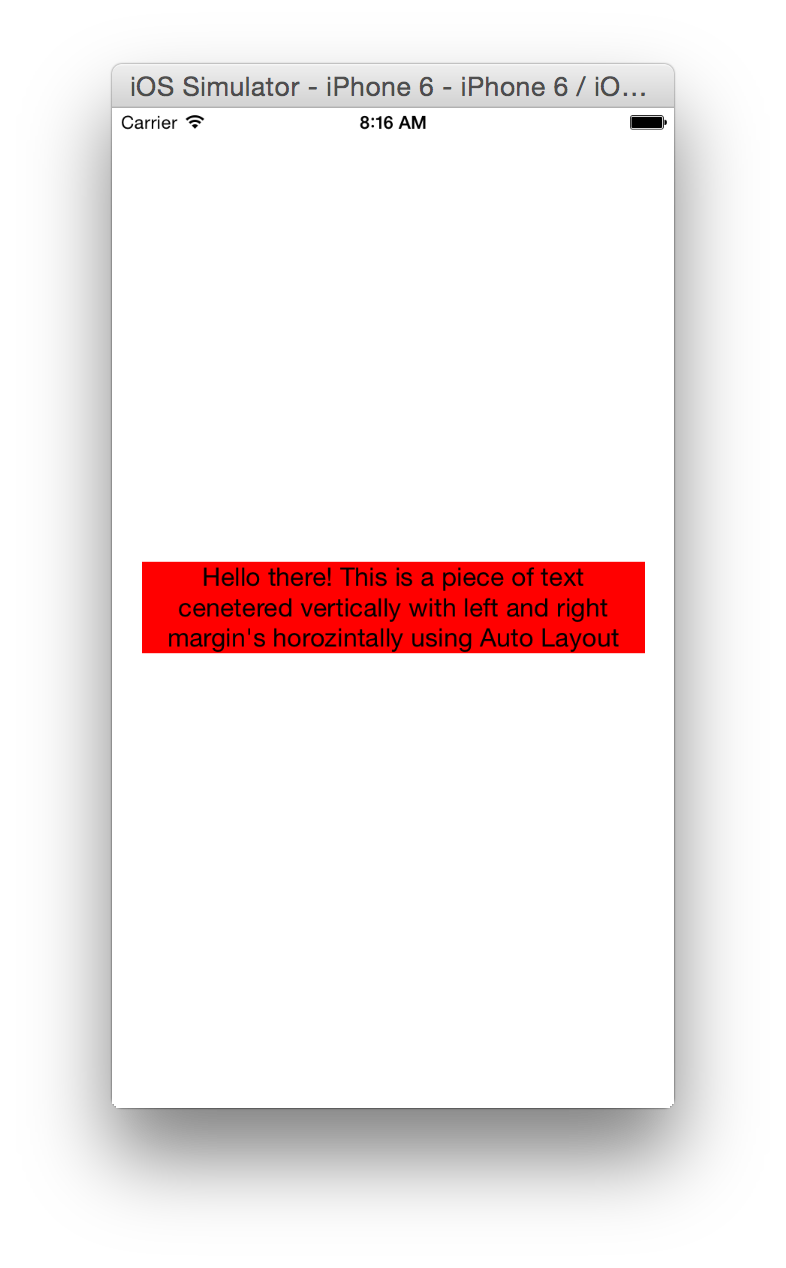 iOS Simulator - iPhone 6 - iPhone 6 / iO...
Carrier
8:16 AM
Hello there! This is a piece of text
cenetered vertically with left and right
margin's horozintally using Auto Layout